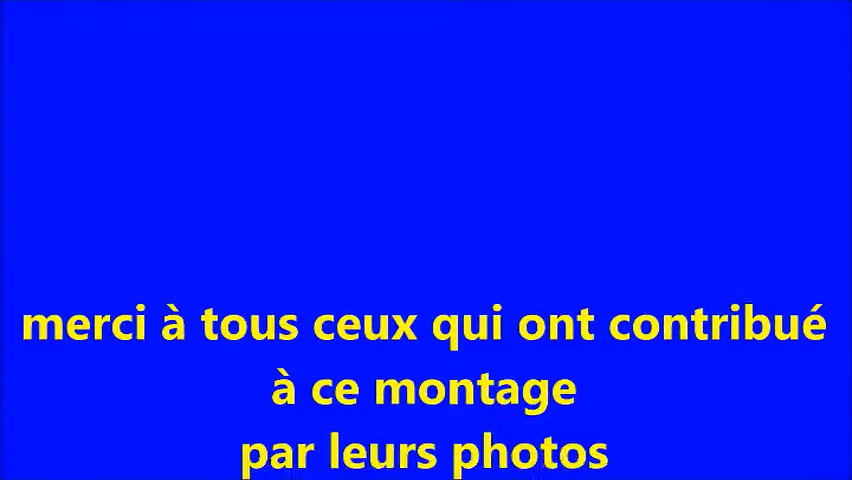 merci à tous ceux qui ont contribué
à ce montage
par leurs photos